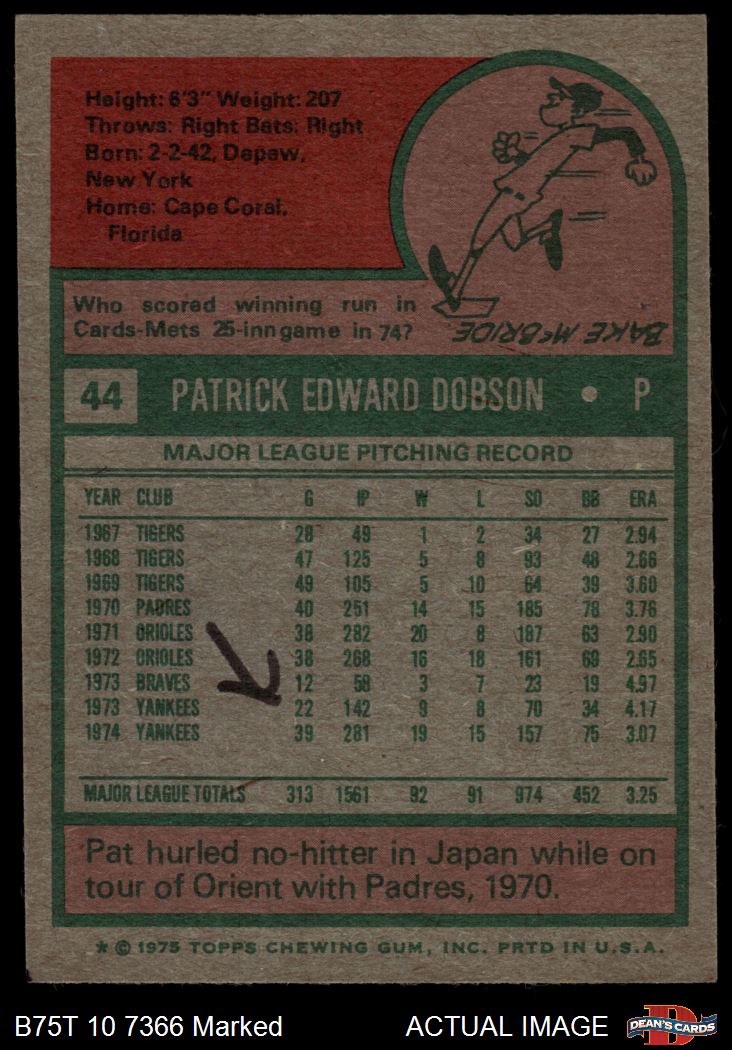 Height: 6'3" Weight: 207
Throws: Right Bats: Right
Born: 2-2-42, Depew,
New York
Home: Cape Coral,
Florida
Who scored winning run in
Cards-Mets 25-inn game in 74?
BAKE McBRIDE
44 PATRICK EDWARD DOBSON • P
MAJOR LEAGUE PITCHING RECORD
YEAR CLUB G IP W L SO BB ERA
1967 TIGERS 28 49 1 2 34 27 2.94
1968 TIGERS 47 125 5 8 93 48 2.66
1969 TIGERS 49 105 5 10 64 39 3.60
1970 PADRES 40 251 14 15 185 78 3.76
1971 ORIOLES 38 282 20 8 187 63 2.90
1972 ORIOLES 38 268 16 18 161 69 2.65
1973 BRAVES 12 58 3 7 23 19 4.97
1973 YANKEES 22 142 9 8 70 34 4.17
1974 YANKEES 39 281 19 15 157 75 3.07
MAJOR LEAGUE TOTALS 313 1561 92 91 974 452 3.25
Pat hurled no-hitter in Japan while on
tour of Orient with Padres, 1970.
* © 1975 TOPPS CHEWING GUM, INC. PRTD IN U.S.A.
B75T 10 7366 Marked ACTUAL IMAGE DEAN'S CARDS